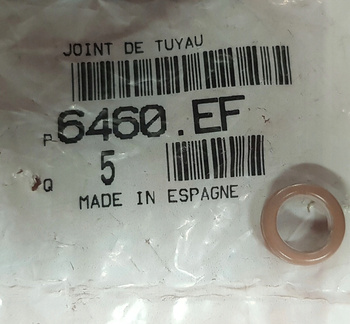 JOINT DE TUYAU
P 6460.EF
Q 5
MADE IN ESPAGNE